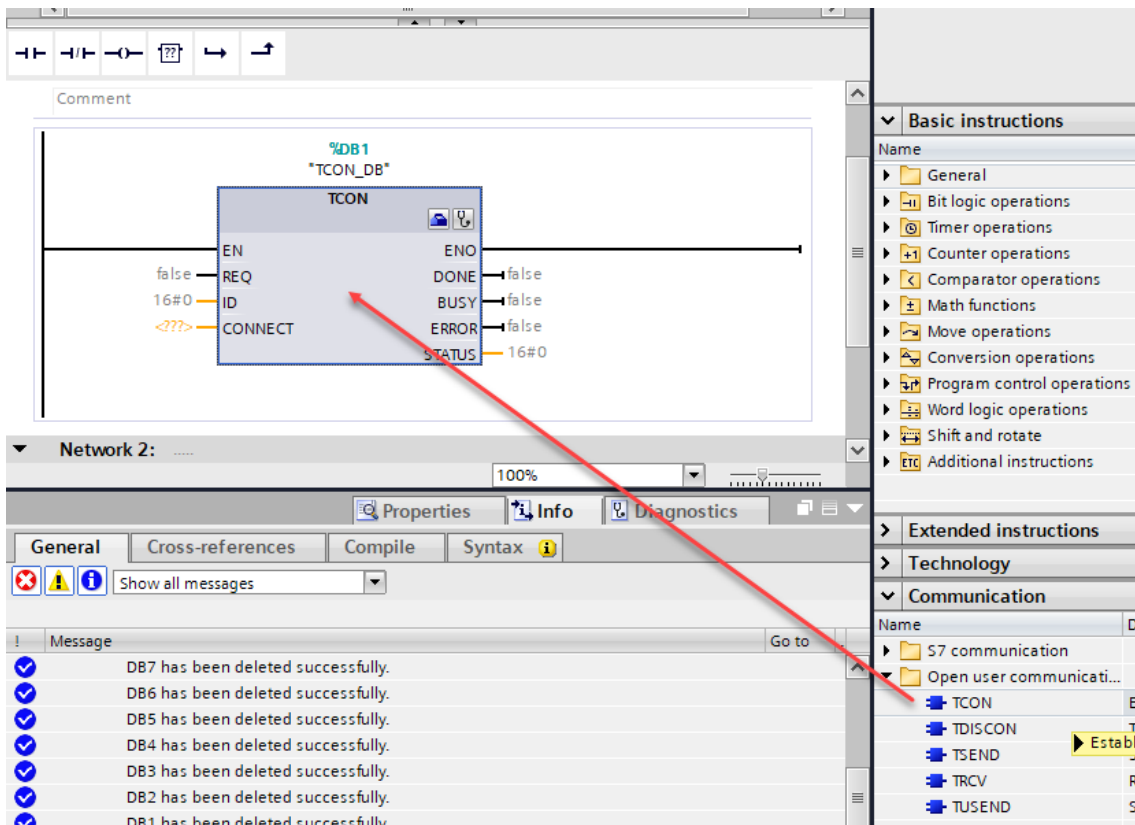 Comment
%DB1
"TCON_DB"
TCON
EN ENO
false REQ DONE false
16#0 ID BUSY false
<???> CONNECT ERROR false
STATUS 16#0
Network 2: .....
100%
Properties Info Diagnostics
General Cross-references Compile Syntax
Show all messages
! Message Go to
DB7 has been deleted successfully.
DB6 has been deleted successfully.
DB5 has been deleted successfully.
DB4 has been deleted successfully.
DB3 has been deleted successfully.
DB2 has been deleted successfully.
DB1 has been deleted successfully.
Basic instructions
Name
General
Bit logic operations
Timer operations
Counter operations
Comparator operations
Math functions
Move operations
Conversion operations
Program control operations
Word logic operations
Shift and rotate
ETC Additional instructions
Extended instructions
Technology
Communication
Name D
S7 communication
Open user communicati...
TCON E
TDISCON
Establ
TSEND
TRCV R
TUSEND S